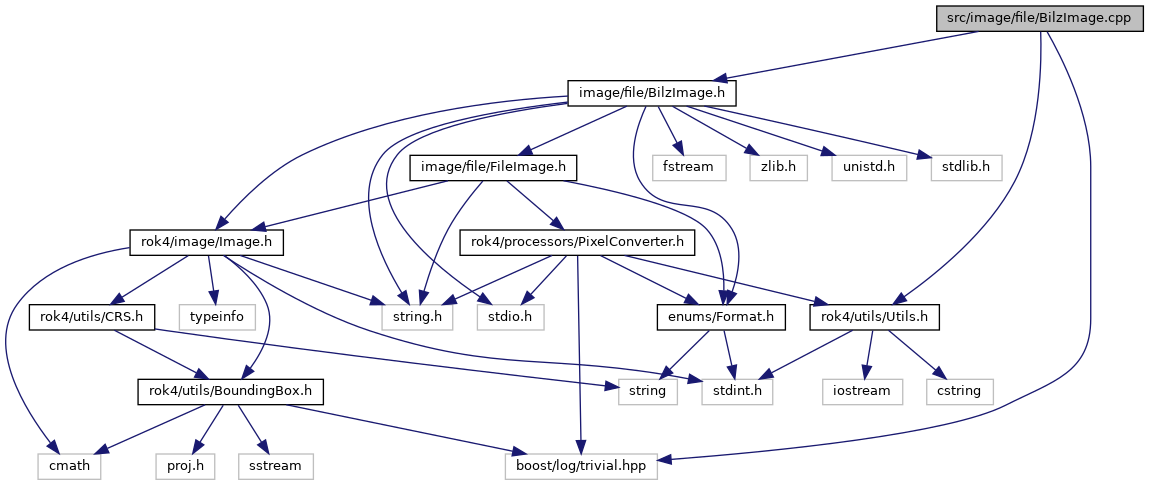 src/image/file/BilzImage.cpp
image/file/BilzImage.h
image/file/FileImage.h
fstream
zlib.h
unistd.h
stdlib.h
rok4/image/Image.h
rok4/processors/PixelConverter.h
rok4/utils/CRS.h
typeinfo
string.h
stdio.h
enums/Format.h
rok4/utils/Utils.h
rok4/utils/BoundingBox.h
string
stdint.h
iostream
cstring
cmath
proj.h
sstream
boost/log/trivial.hpp